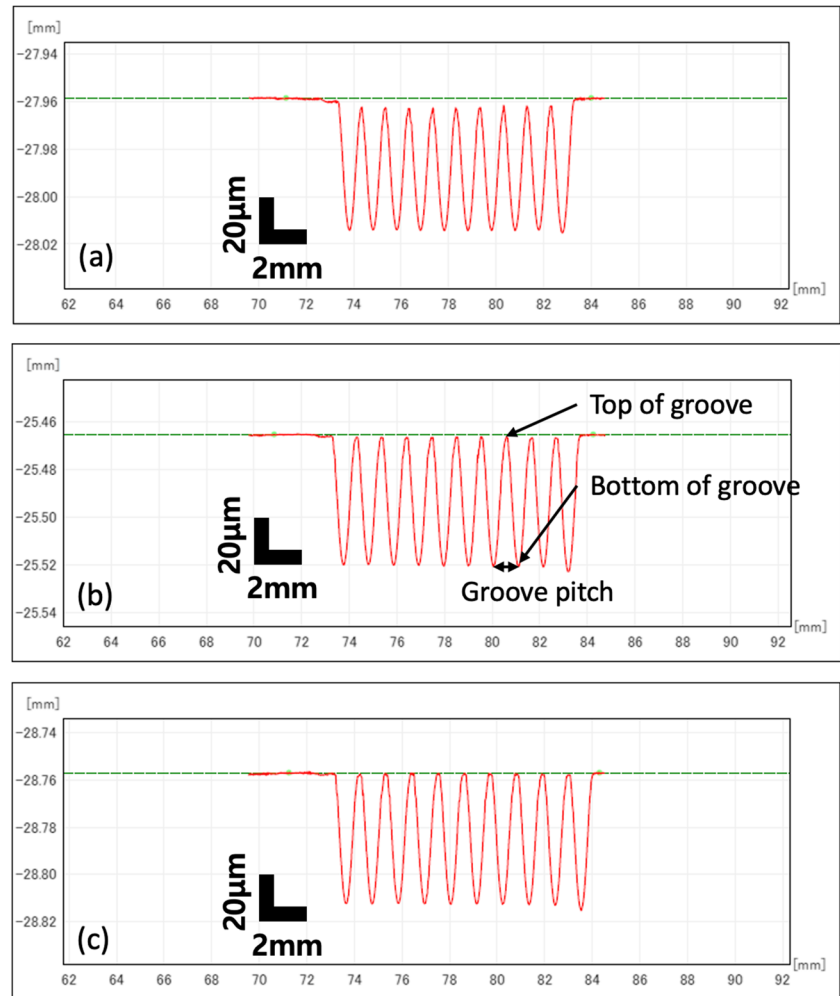 [mm]
−27.94
−27.96
−27.98
−28.00
−28.02
20μm
2mm
(a)
62 64 66 68 70 72 74 76 78 80 82 84 86 88 90 92 [mm]
[mm]
−25.46
−25.48
−25.50
−25.52
−25.54
Top of groove
Bottom of groove
20μm
2mm
Groove pitch
(b)
62 64 66 68 70 72 74 76 78 80 82 84 86 88 90 92 [mm]
[mm]
−28.74
−28.76
−28.78
−28.80
−28.82
20μm
2mm
(c)
62 64 66 68 70 72 74 76 78 80 82 84 86 88 90 92 [mm]